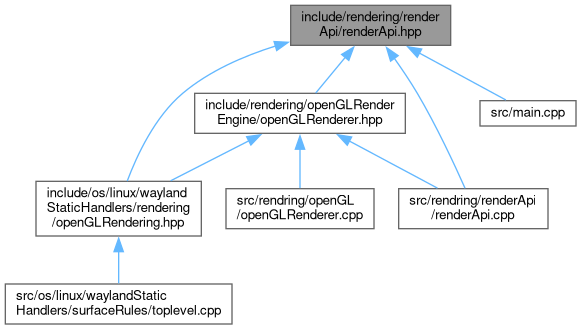 include/rendering/render
Api/renderApi.hpp
include/rendering/openGLRender
Engine/openGLRenderer.hpp
src/main.cpp
include/os/linux/wayland
StaticHandlers/rendering
/openGLRendering.hpp
src/rendring/openGL
/openGLRenderer.cpp
src/rendring/renderApi
/renderApi.cpp
src/os/linux/waylandStatic
Handlers/surfaceRules/toplevel.cpp